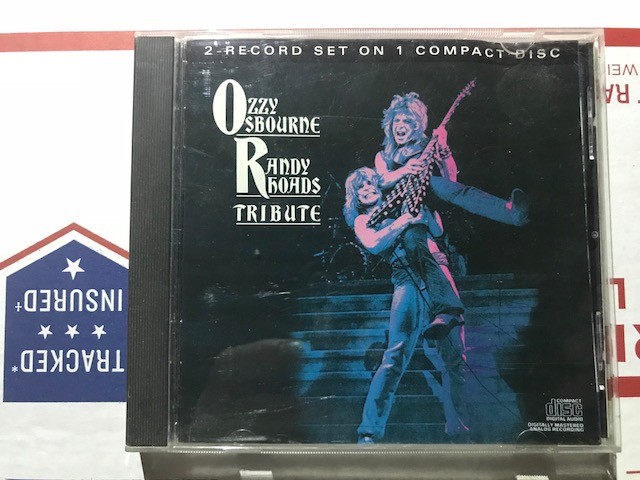 2-RECORD SET ON 1 COMPACT DISC
OZZY
OSBOURNE
RANDY
RHOADS
TRIBUTE
COMPACT
disc
DIGITAL AUDIO
DIGITALLY MASTERED
ANALOG RECORDING
TRACKED*
INSURED†
RA